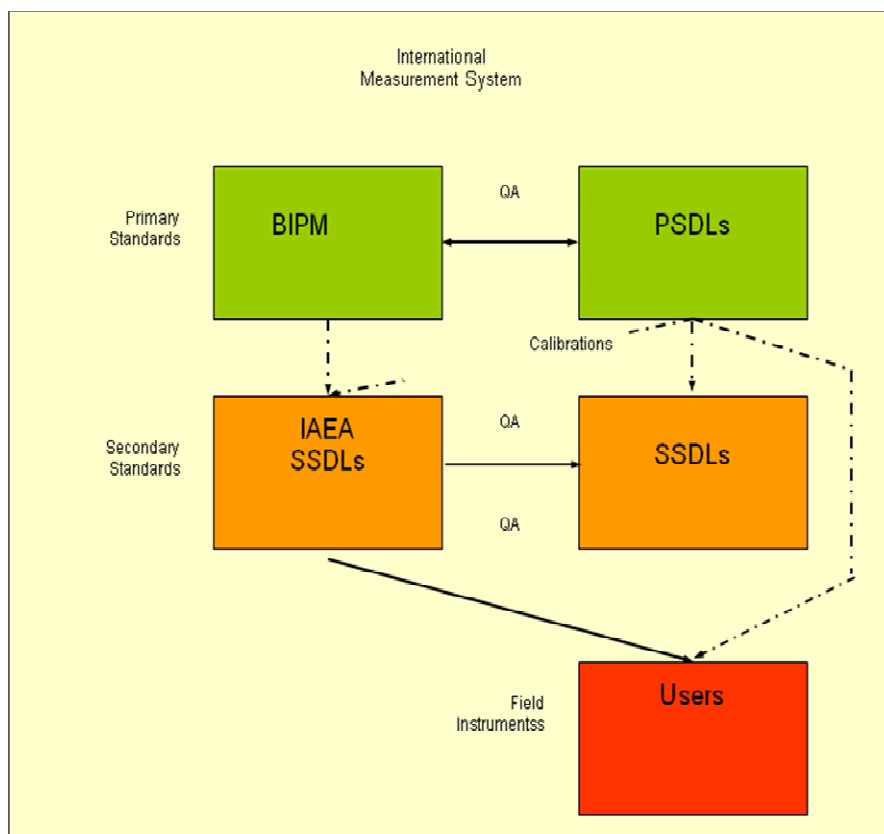 International
Measurement System
QA
Primary
Standards
BIPM
PSDLs
Calibrations
Secondary
Standards
IAEA
SSDLs
QA
SSDLs
QA
Field
Instrumentss
Users